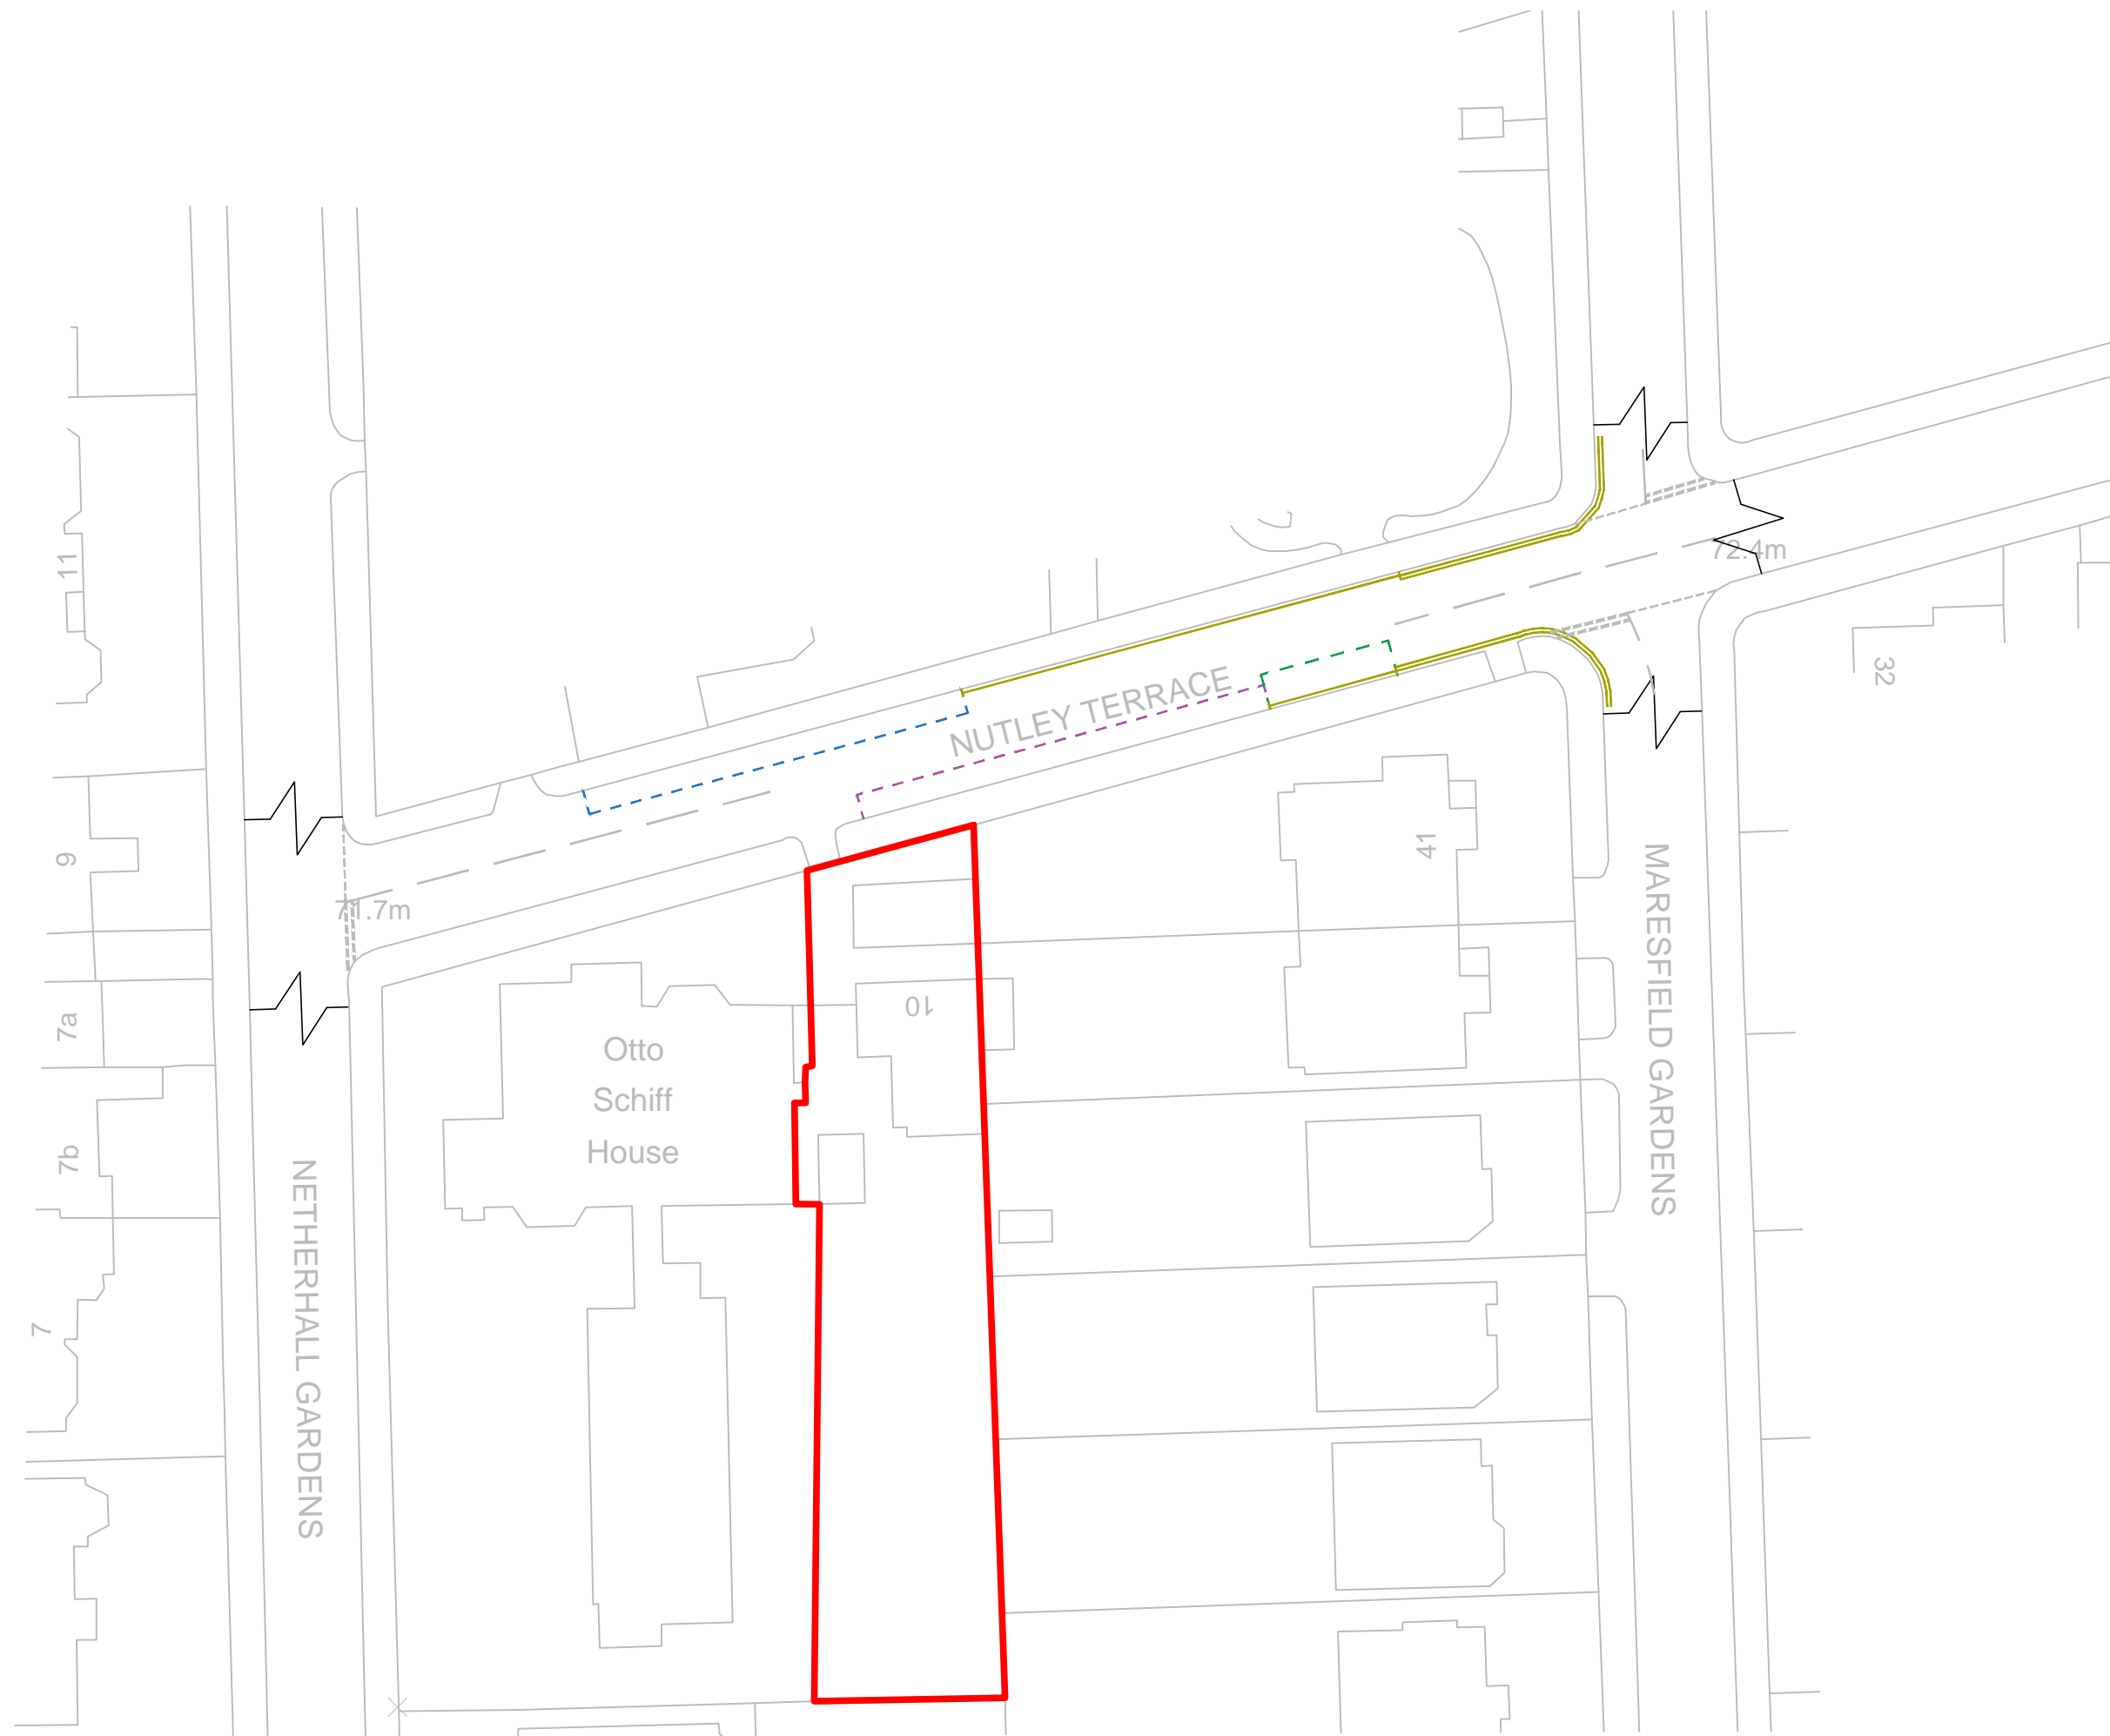 NUTLEY TERRACE
72.4m
71.7m
11
9
7a
7b
7
Otto
Schiff
House
10
41
32
NETHERHALL GARDENS
MARESFIELD GARDENS